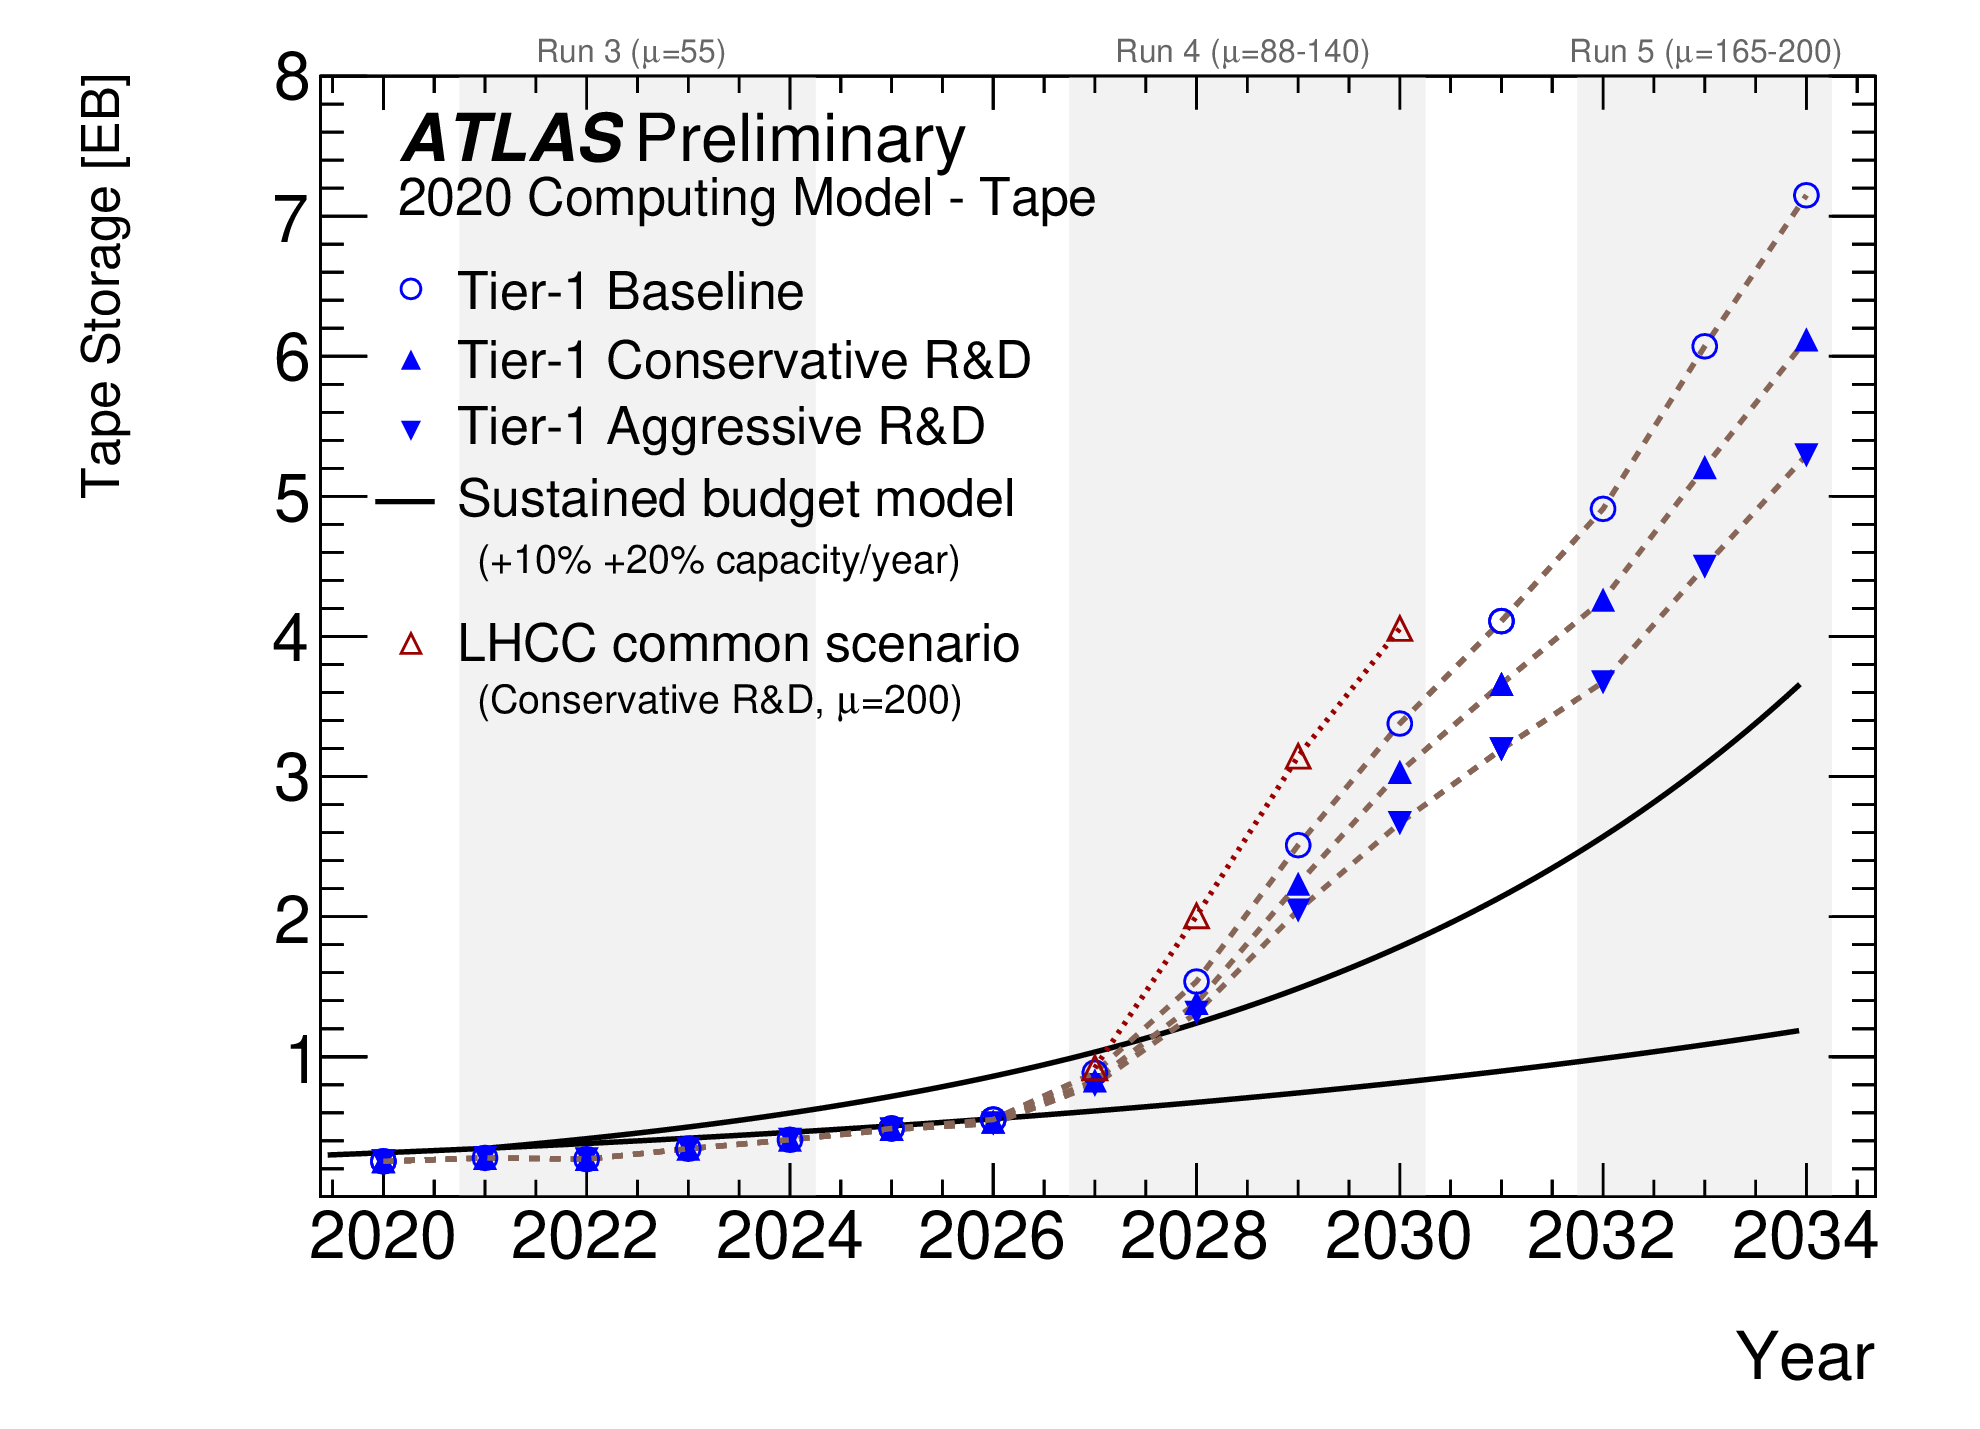 Run 3 (μ=55)
Run 4 (μ=88-140)
Run 5 (μ=165-200)
Tape Storage [EB]
8
7
6
5
4
3
2
1
ATLAS Preliminary
2020 Computing Model - Tape
Tier-1 Baseline
Tier-1 Conservative R&D
Tier-1 Aggressive R&D
Sustained budget model
(+10% +20% capacity/year)
LHCC common scenario
(Conservative R&D, μ=200)
2020 2022 2024 2026 2028 2030 2032 2034
Year